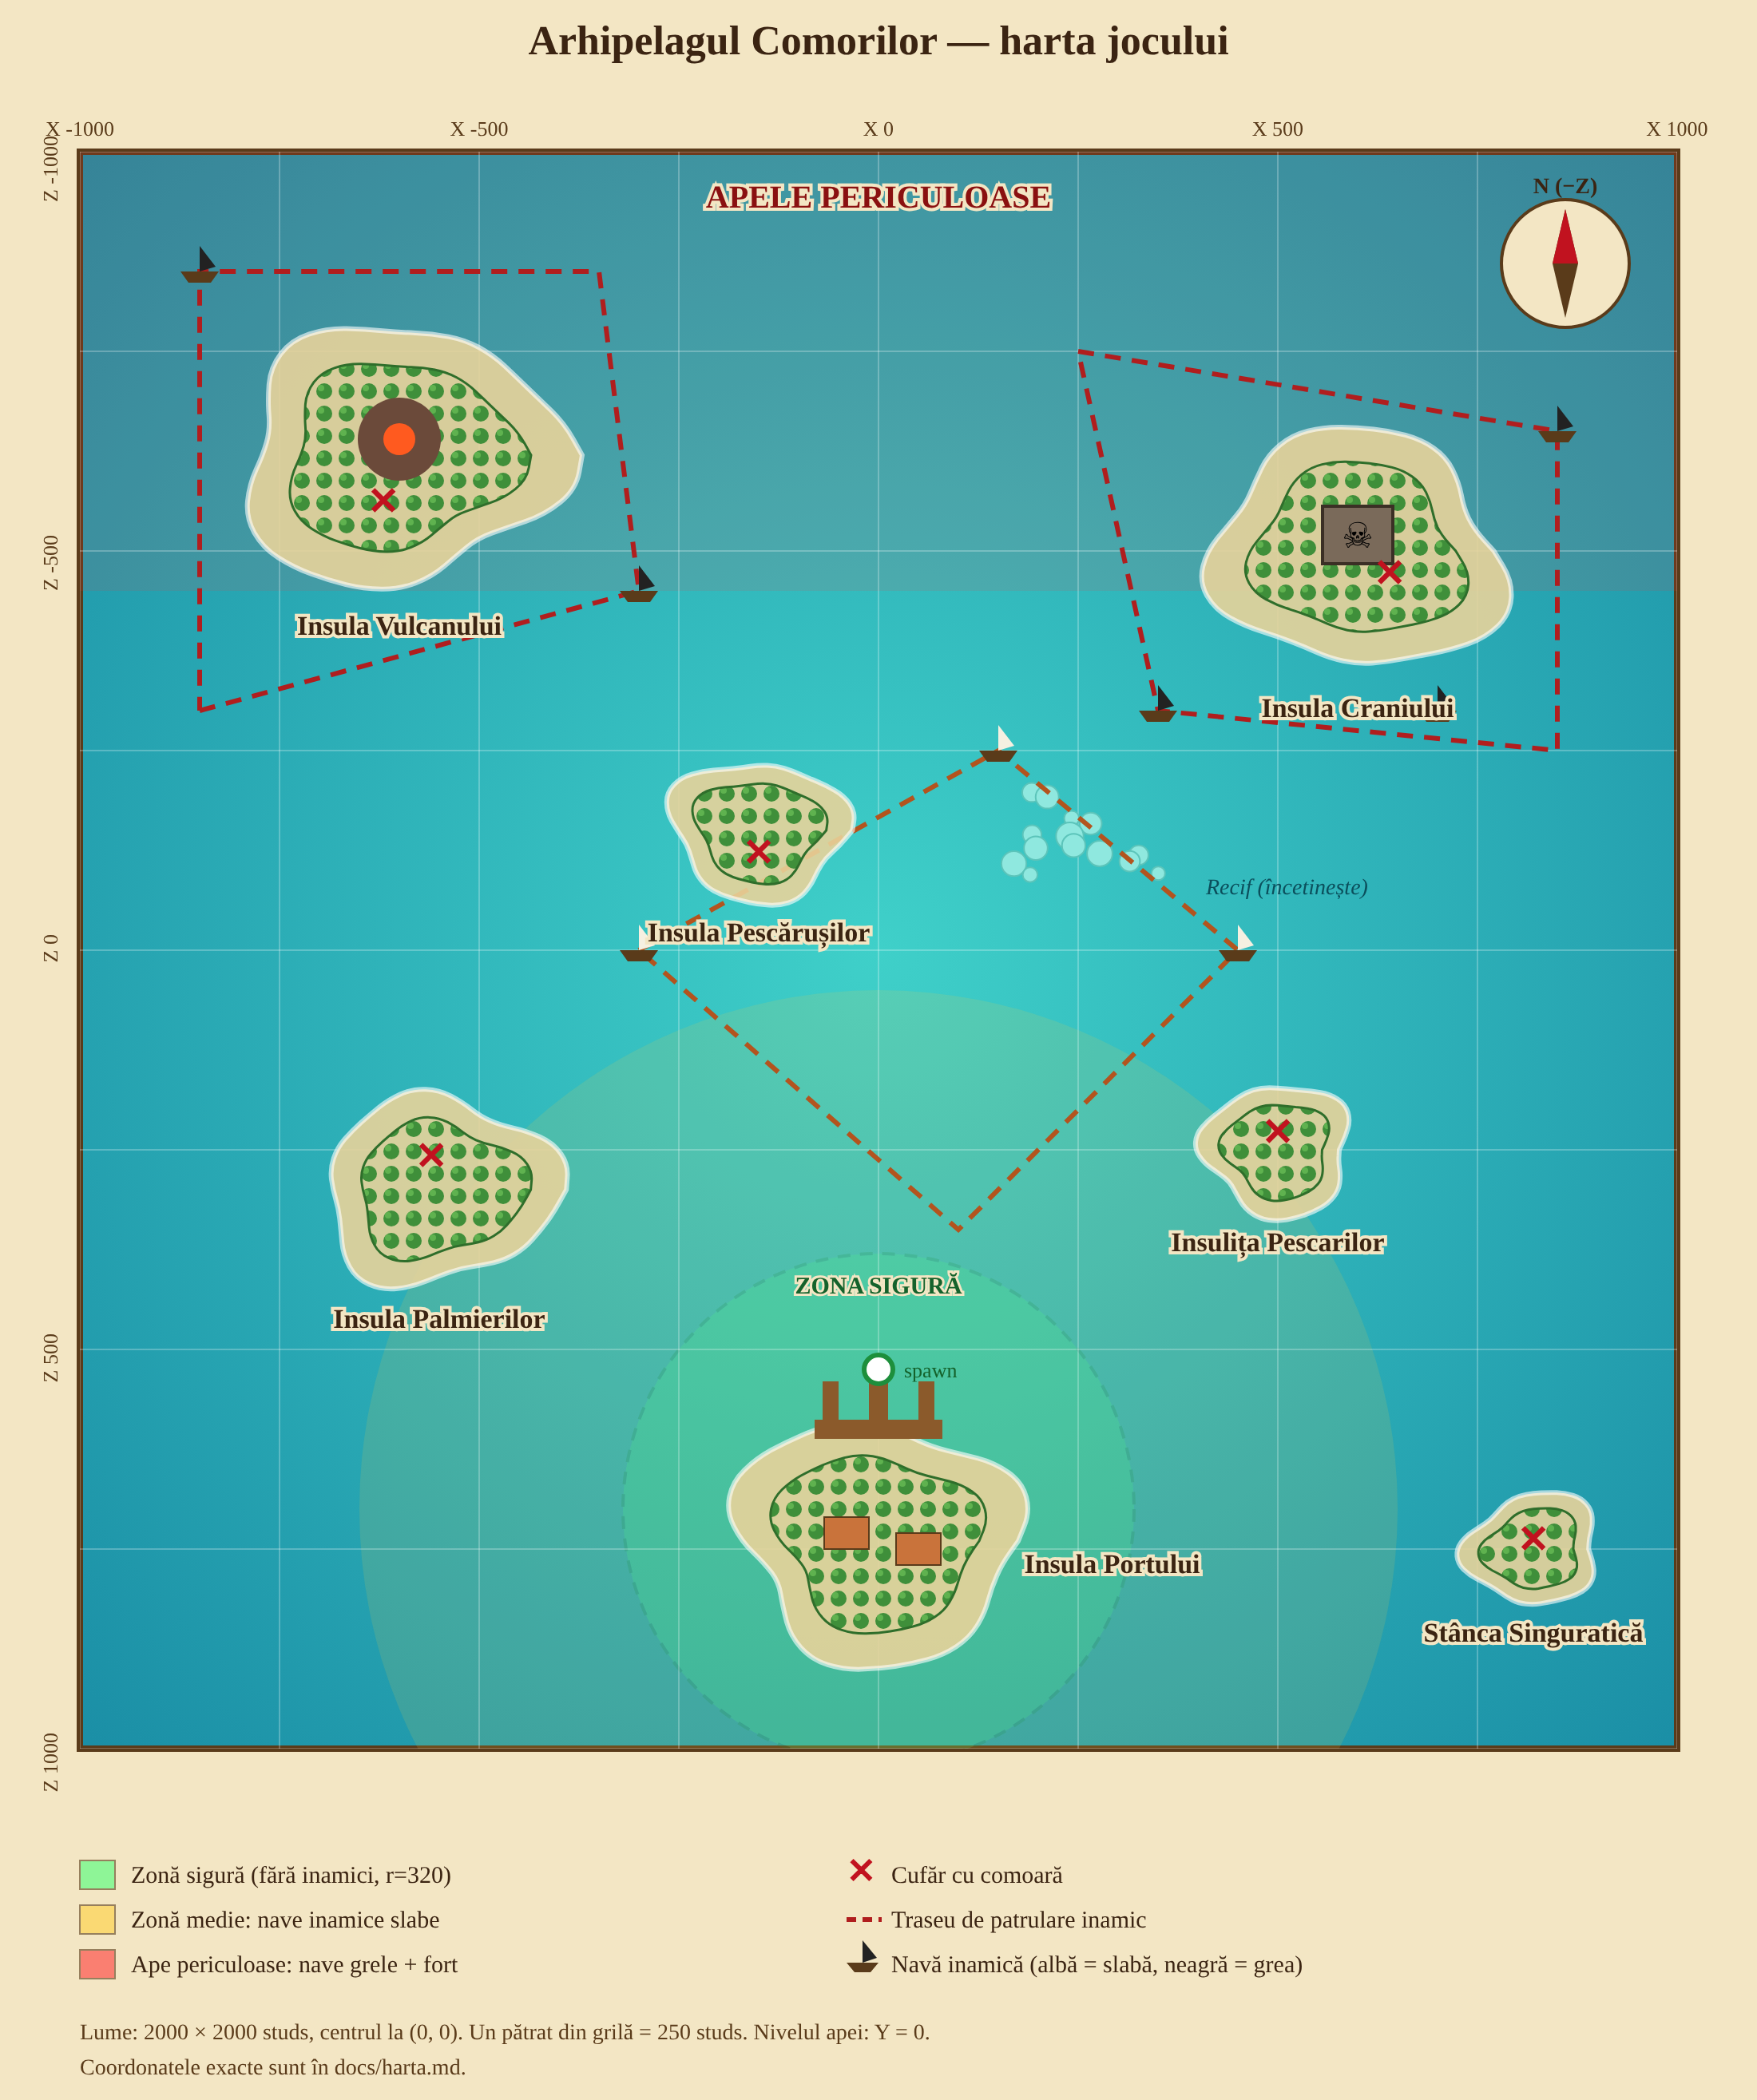 Arhipelagul Comorilor — harta jocului
X -1000
X -500
X 0
X 500
X 1000
Z -1000
APELE PERICULOASE
N (−Z)
Z -500
Insula Vulcanului
Insula Craniului
Recif (încetinește)
Insula Pescărușilor
Z 0
Insulița Pescarilor
ZONA SIGURĂ
Insula Palmierilor
Z 500
spawn
Insula Portului
Stânca Singuratică
Z 1000
Zonă sigură (fără inamici, r=320)
Zonă medie: nave inamice slabe
Ape periculoase: nave grele + fort
Cufăr cu comoară
Traseu de patrulare inamic
Navă inamică (albă = slabă, neagră = grea)
Lume: 2000 × 2000 studs, centrul la (0, 0). Un pătrat din grilă = 250 studs. Nivelul apei: Y = 0.
Coordonatele exacte sunt în docs/harta.md.